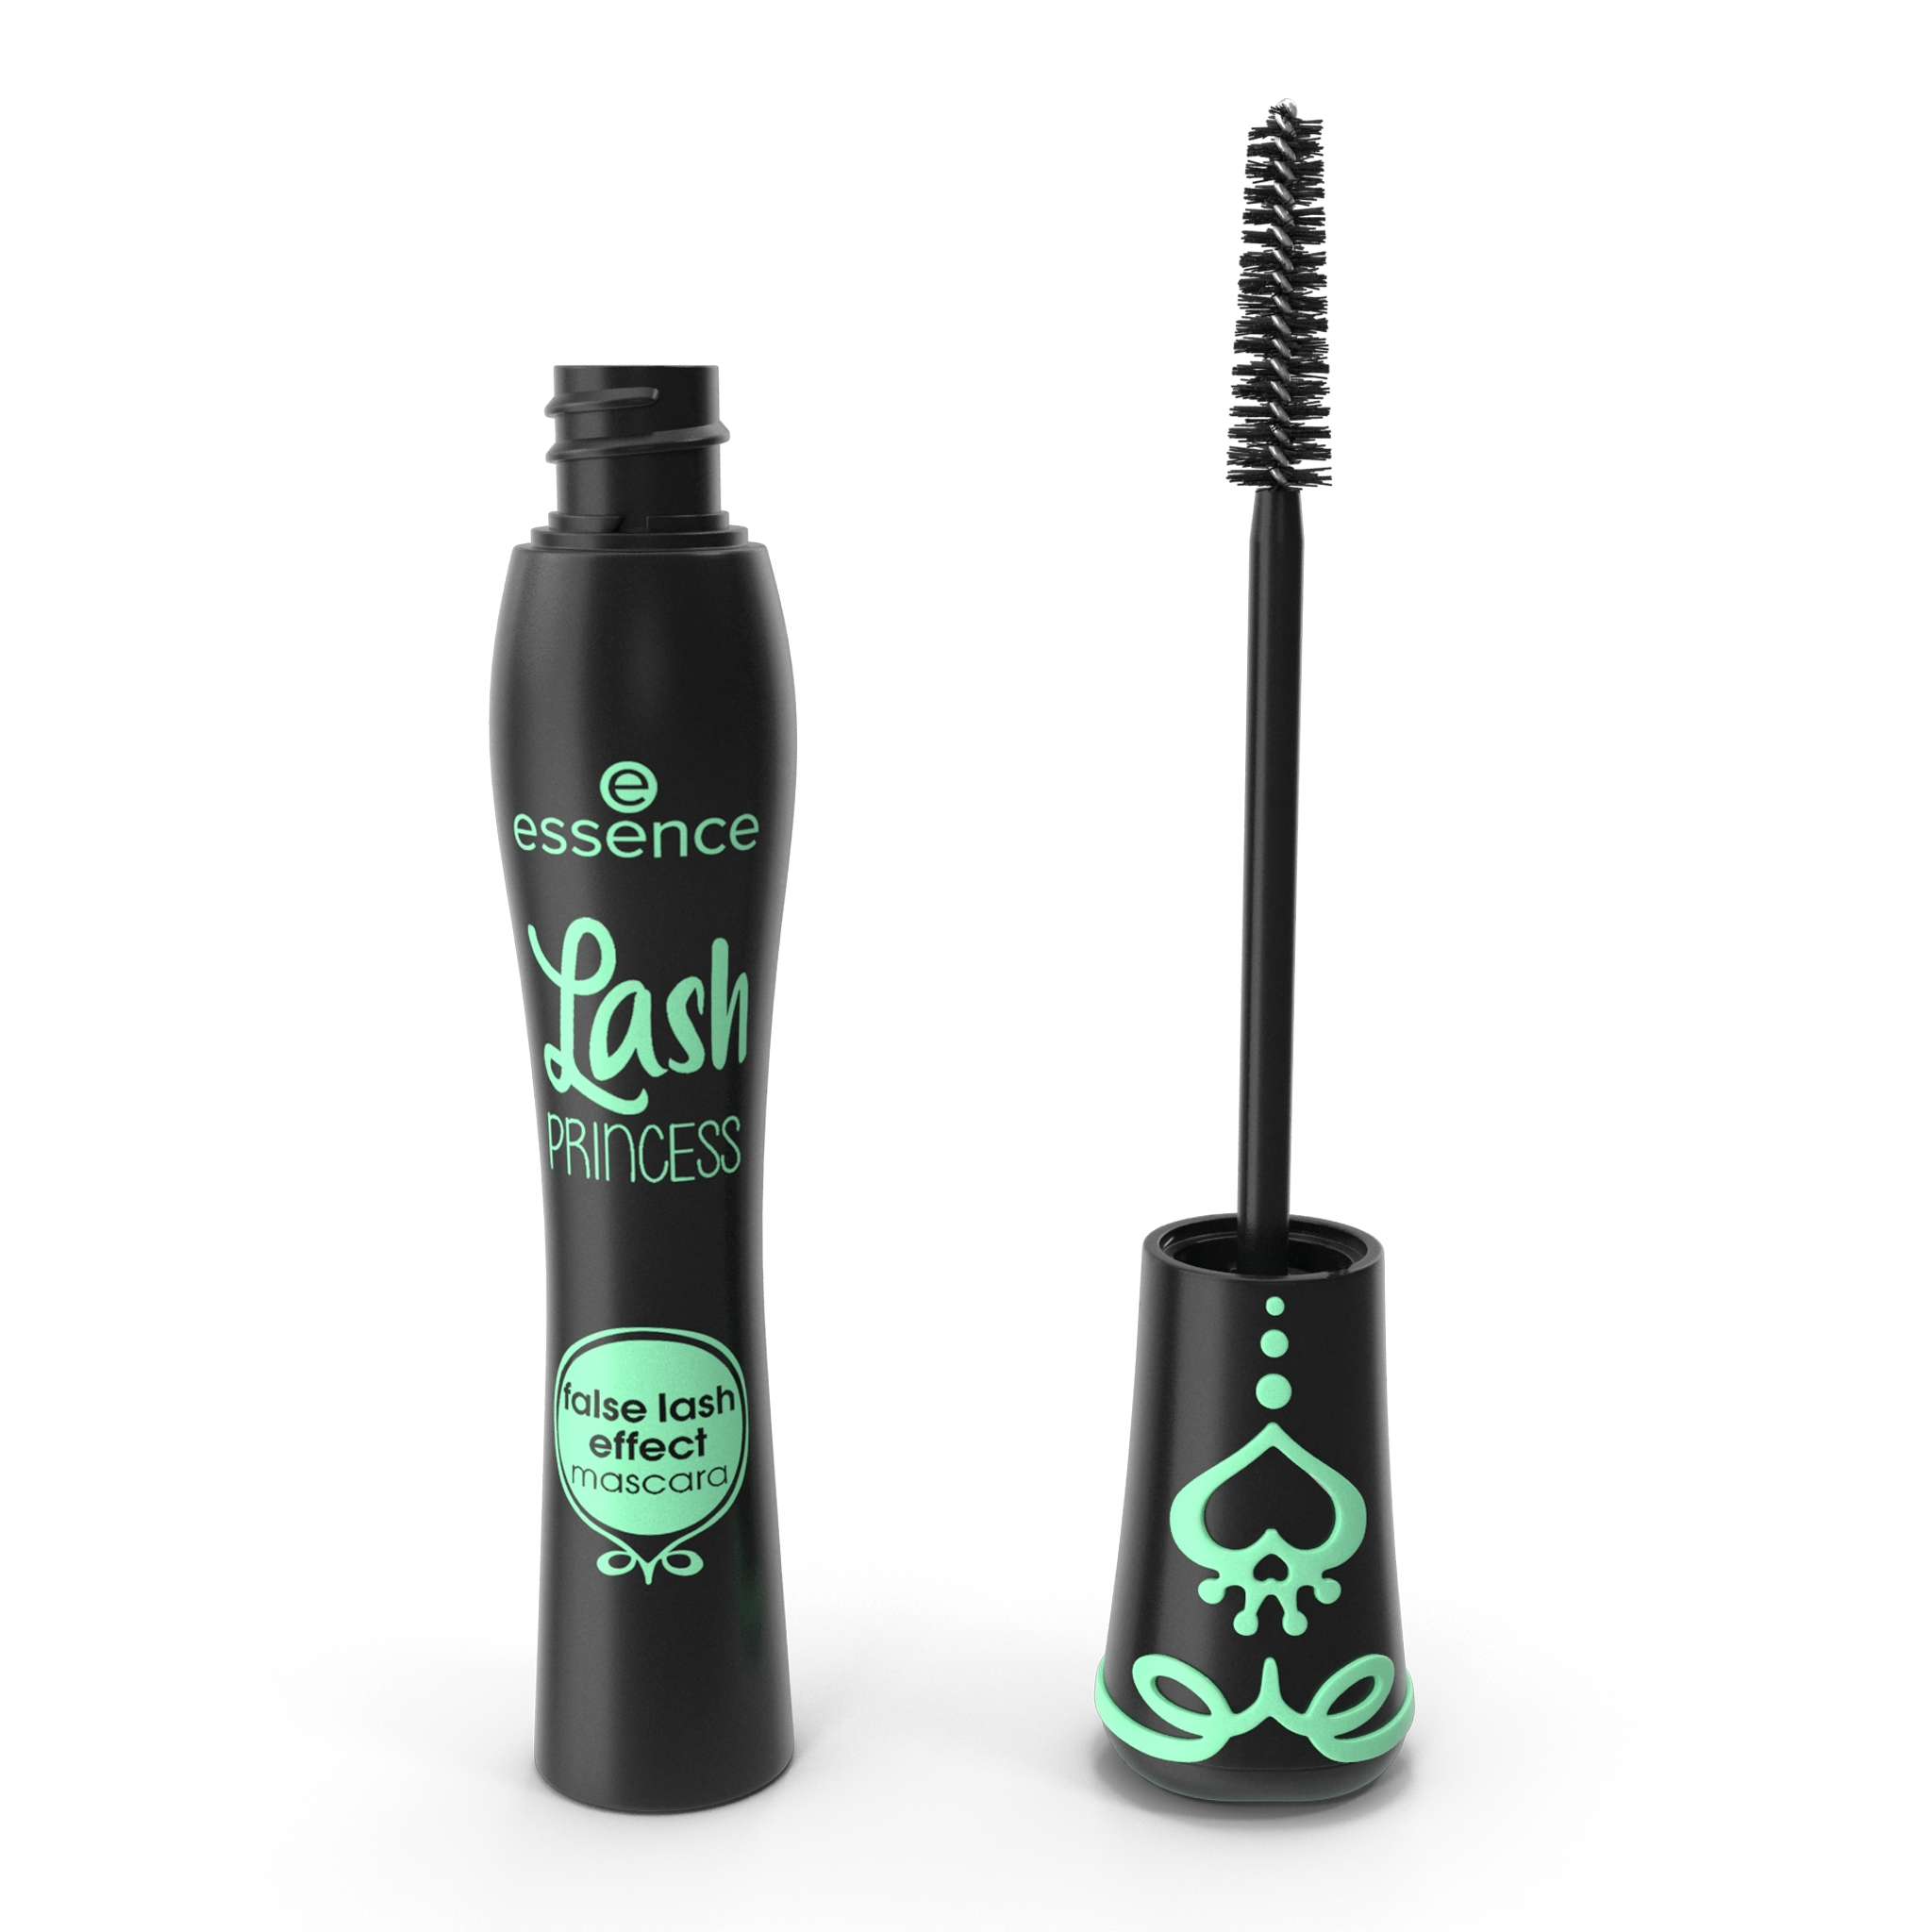 e
essence
Lash
PRINCESS
false lash
effect
mascara